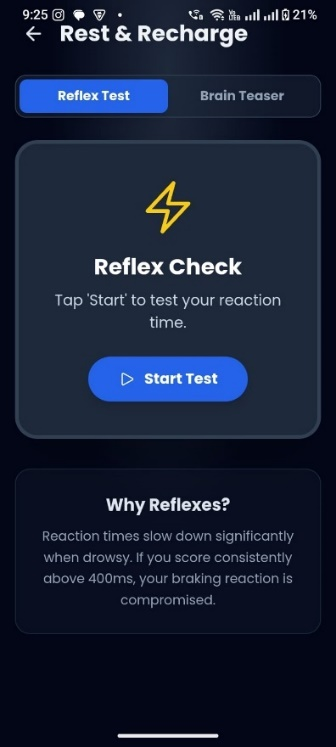 9:25
21%
Rest & Recharge
Reflex Test
Brain Teaser
Reflex Check
Tap 'Start' to test your reaction
time.
Start Test
Why Reflexes?
Reaction times slow down significantly
when drowsy. If you score consistently
above 400ms, your braking reaction is
compromised.